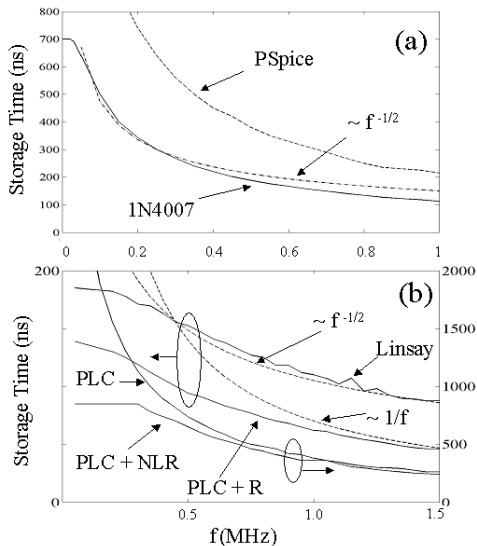 800
700
600
500
400
300
200
100
0
Storage Time (ns)
(a)
PSpice
~ f -1/2
1N4007
0 0.2 0.4 0.6 0.8 1
200
100
0
Storage Time (ns)
2000
1500
1000
500
0
(b)
~ f -1/2
Linsay
PLC
~ 1/f
PLC + NLR
PLC + R
0.5 1.0 1.5
f(MHz)